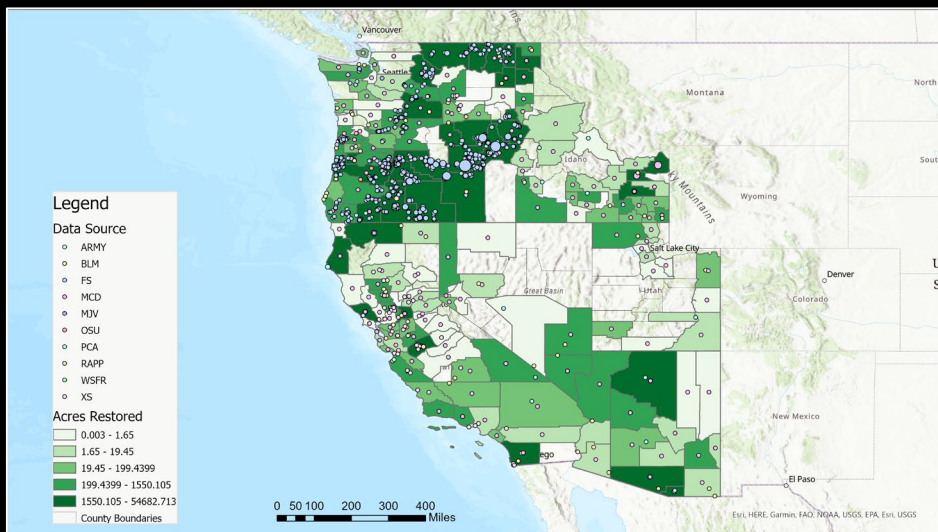 Vancouver
Seattle
Montana
North
Idaho
ky Mountains
Wyoming
Salt Lake City
Great Basin
Utah
Denver
Colorado
U
S
New Mexico
El Paso
ego
Legend
Data Source
ARMY
BLM
FS
MCD
MJV
OSU
PCA
RAPP
WSFR
XS
Acres Restored
0.003 - 1.65
1.65 - 19.45
19.45 - 199.4399
199.4399 - 1550.105
1550.105 - 54682.713
County Boundaries
0 50 100 200 300 400
Miles
Esri, HERE, Garmin, FAO, NOAA, USGS, EPA, Esri, USGS